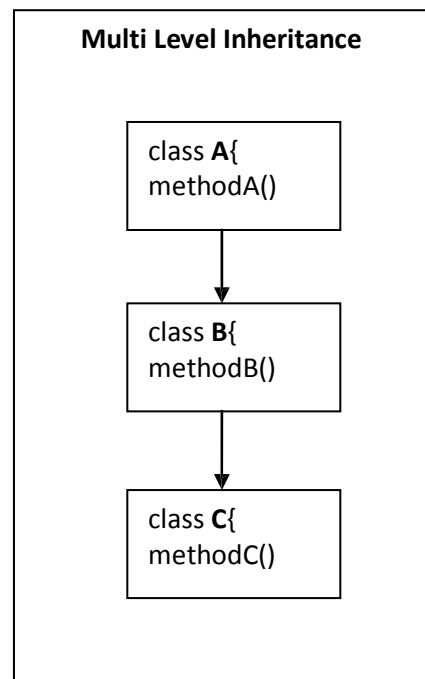 Multi Level Inheritance
class A{
methodA()
class B{
methodB()
class C{
methodC()